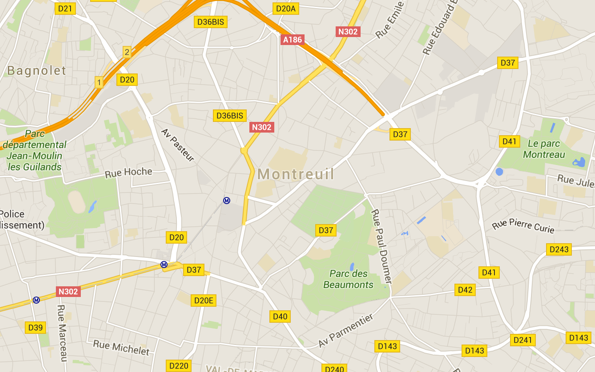 D21
D36BIS
D20A
N302
Rue Emile
Rue Edouard
A186
2
1
Bagnolet
D20
D37
D36BIS
N302
D37
D41
Parc
départemental
Jean-Moulin
les Guilands
Av Pasteur
Le parc
Montreau
Rue Hoche
Montreuil
Rue Jule
Police
lissement)
M
D20
D37
Rue Paul Doumer
Rue Pierre Curie
D243
M
D37
N302
M
D20E
Parc des
Beaumonts
D41
D42
D39
Rue Marceau
D40
Av Parmentier
Rue Michelet
D143
D143
D241
D143
D220
VAL-DE-MA
D240